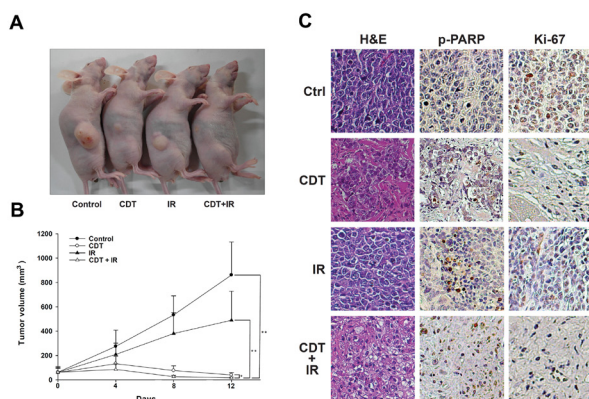 A
Control CDT IR CDT+IR
B
1200
1000
800
600
400
200
0
Tumor volume (mm³)
Control
CDT
IR
CDT + IR
**
**
0 4 8 12
Days
C
H&E p-PARP Ki-67
Ctrl
CDT
IR
CDT
+
IR